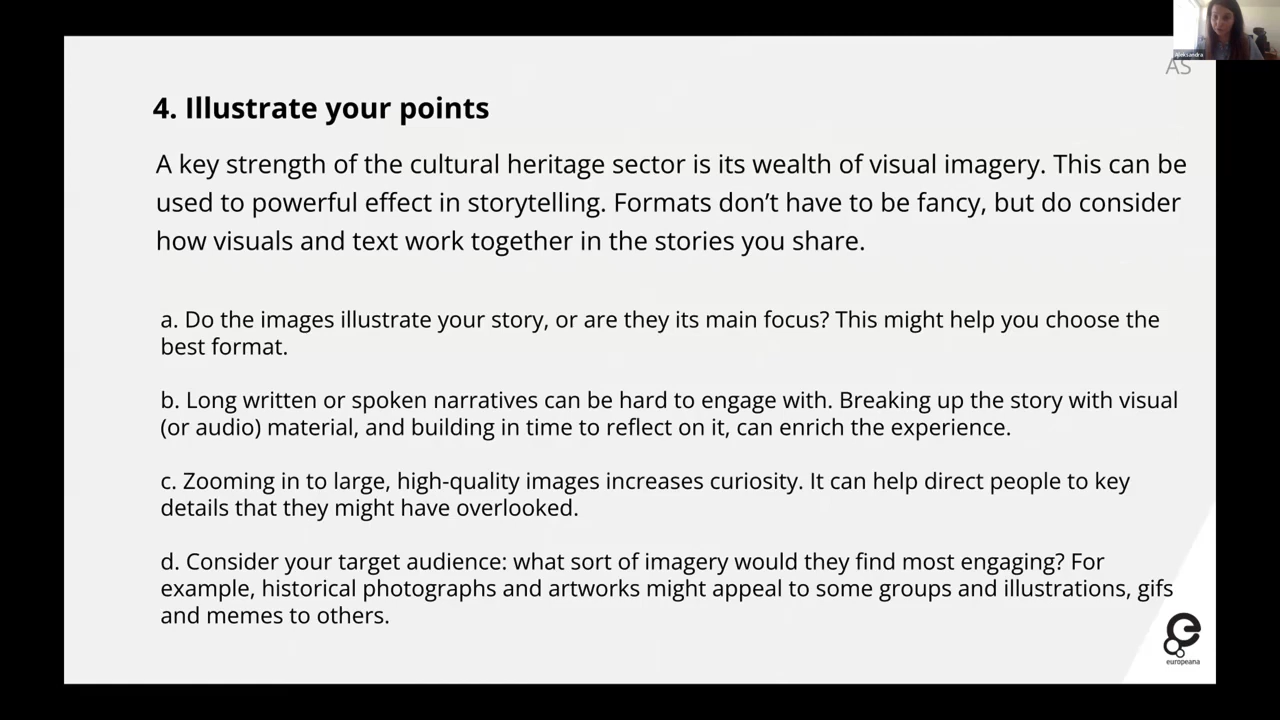 Aleksandra
AS
4. Illustrate your points
A key strength of the cultural heritage sector is its wealth of visual imagery. This can be
used to powerful effect in storytelling. Formats don’t have to be fancy, but do consider
how visuals and text work together in the stories you share.
a. Do the images illustrate your story, or are they its main focus? This might help you choose the
best format.
b. Long written or spoken narratives can be hard to engage with. Breaking up the story with visual
(or audio) material, and building in time to reflect on it, can enrich the experience.
c. Zooming in to large, high-quality images increases curiosity. It can help direct people to key
details that they might have overlooked.
d. Consider your target audience: what sort of imagery would they find most engaging? For
example, historical photographs and artworks might appeal to some groups and illustrations, gifs
and memes to others.
europeana